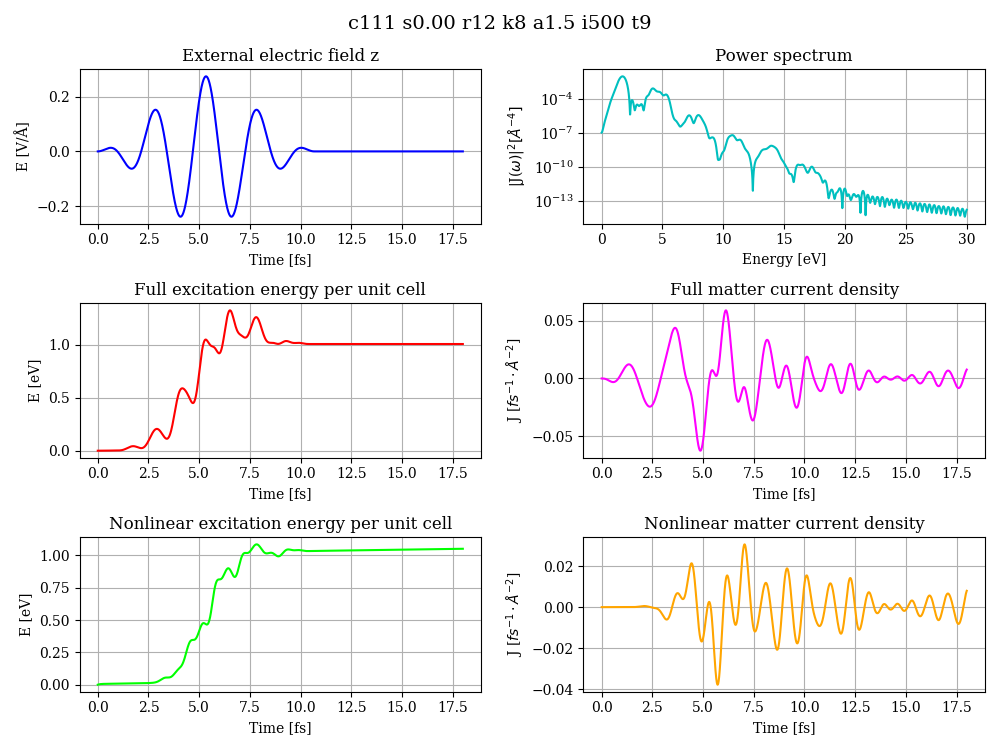 c111 s0.00 r12 k8 a1.5 i500 t9
External electric field z
E [V/Å]
0.2
0.0
−0.2
0.0 2.5 5.0 7.5 10.0 12.5 15.0 17.5
Time [fs]
Power spectrum
|J(ω)|² [Å⁻⁴]
10⁻⁴
10⁻⁷
10⁻¹⁰
10⁻¹³
0 5 10 15 20 25 30
Energy [eV]
Full excitation energy per unit cell
E [eV]
1.0
0.5
0.0
0.0 2.5 5.0 7.5 10.0 12.5 15.0 17.5
Time [fs]
Full matter current density
J [fs⁻¹ · Å⁻²]
0.05
0.00
−0.05
0.0 2.5 5.0 7.5 10.0 12.5 15.0 17.5
Time [fs]
Nonlinear excitation energy per unit cell
E [eV]
1.00
0.75
0.50
0.25
0.00
0.0 2.5 5.0 7.5 10.0 12.5 15.0 17.5
Time [fs]
Nonlinear matter current density
J [fs⁻¹ · Å⁻²]
0.02
0.00
−0.02
−0.04
0.0 2.5 5.0 7.5 10.0 12.5 15.0 17.5
Time [fs]